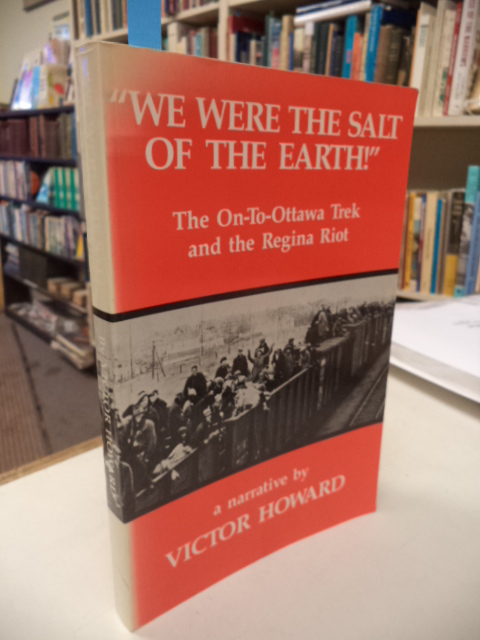 "WE WERE THE SALT
OF THE EARTH!"
The On-To-Ottawa Trek
and the Regina Riot
a narrative by
VICTOR HOWARD